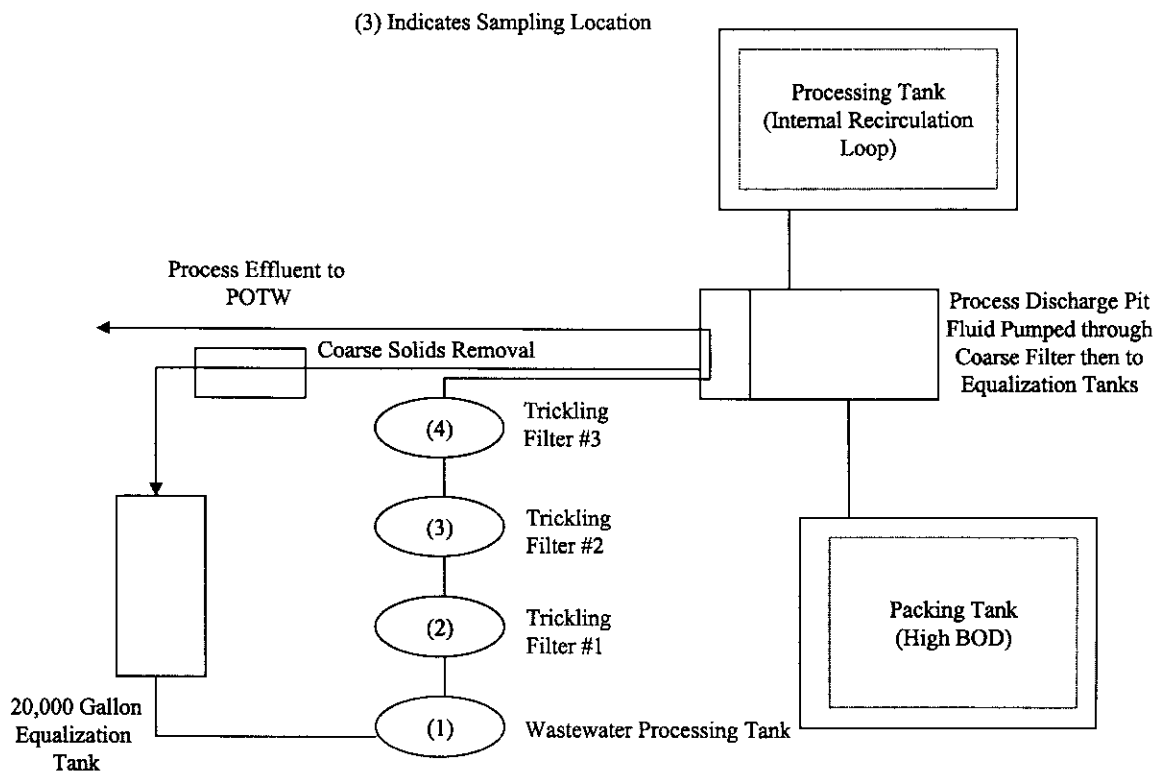 (3) Indicates Sampling Location
Processing Tank
(Internal Recirculation
Loop)
Process Effluent to
POTW
Process Discharge Pit
Fluid Pumped through
Coarse Filter then to
Equalization Tanks
Coarse Solids Removal
(4)
Trickling
Filter #3
(3)
Trickling
Filter #2
(2)
Trickling
Filter #1
Packing Tank
(High BOD)
20,000 Gallon
Equalization
Tank
(1)
Wastewater Processing Tank